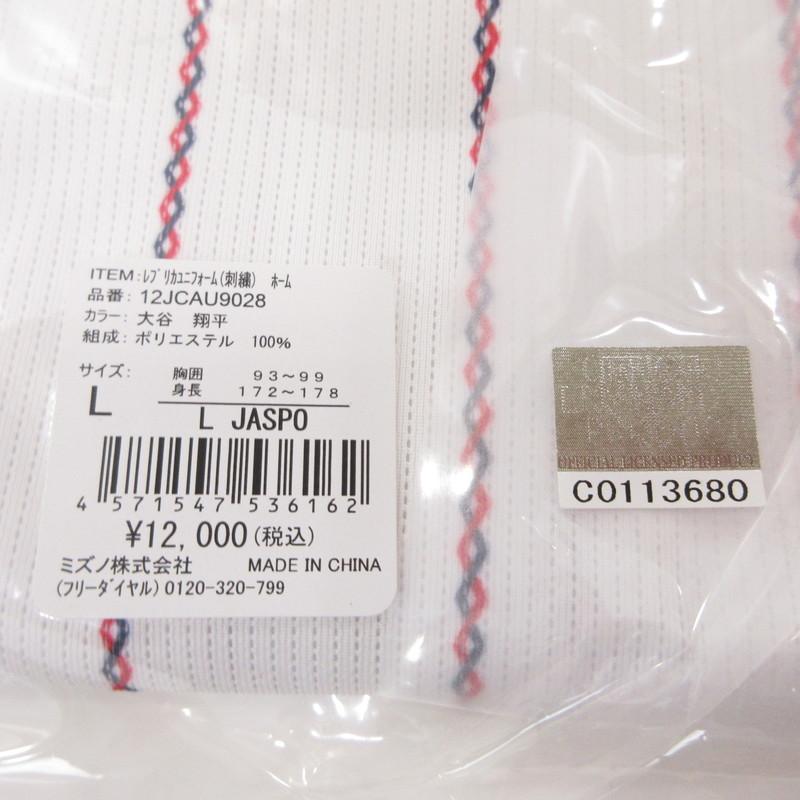 ITEM:ﾚﾌﾟﾘｶﾕﾆﾌｫｰﾑ(刺繍) ﾎｰﾑ
品番: 12JCAU9028
カラー: 大谷 翔平
組成: ポリエステル 100%
サイズ: 胸囲 93〜99
L 身長 172〜178
L JASPO
4 571547 536162
¥12,000(税込)
ミズノ株式会社 MADE IN CHINA
(フリーダイヤル) 0120-320-799
OFFICIAL LICENSED PRODUCT
C0113680